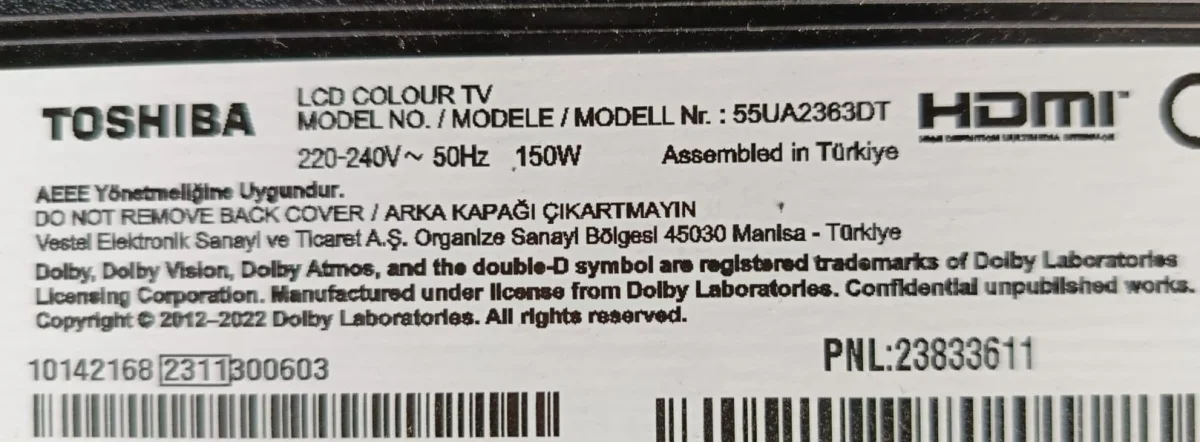 TOSHIBA
LCD COLOUR TV
MODEL NO. / MODELE / MODELL Nr. : 55UA2363DT
220-240V~ 50Hz 150W Assembled in Türkiye
HDMI
AEEE Yönetmeliğine Uygundur.
DO NOT REMOVE BACK COVER / ARKA KAPAĞI ÇIKARTMAYIN
Vestel Elektronik Sanayi ve Ticaret A.Ş. Organize Sanayi Bölgesi 45030 Manisa - Türkiye
Dolby, Dolby Vision, Dolby Atmos, and the double-D symbol are registered trademarks of Dolby Laboratories
Licensing Corporation. Manufactured under license from Dolby Laboratories. Confidential unpublished works.
Copyright © 2012-2022 Dolby Laboratories. All rights reserved.
10142168 2311300603
PNL:23833611